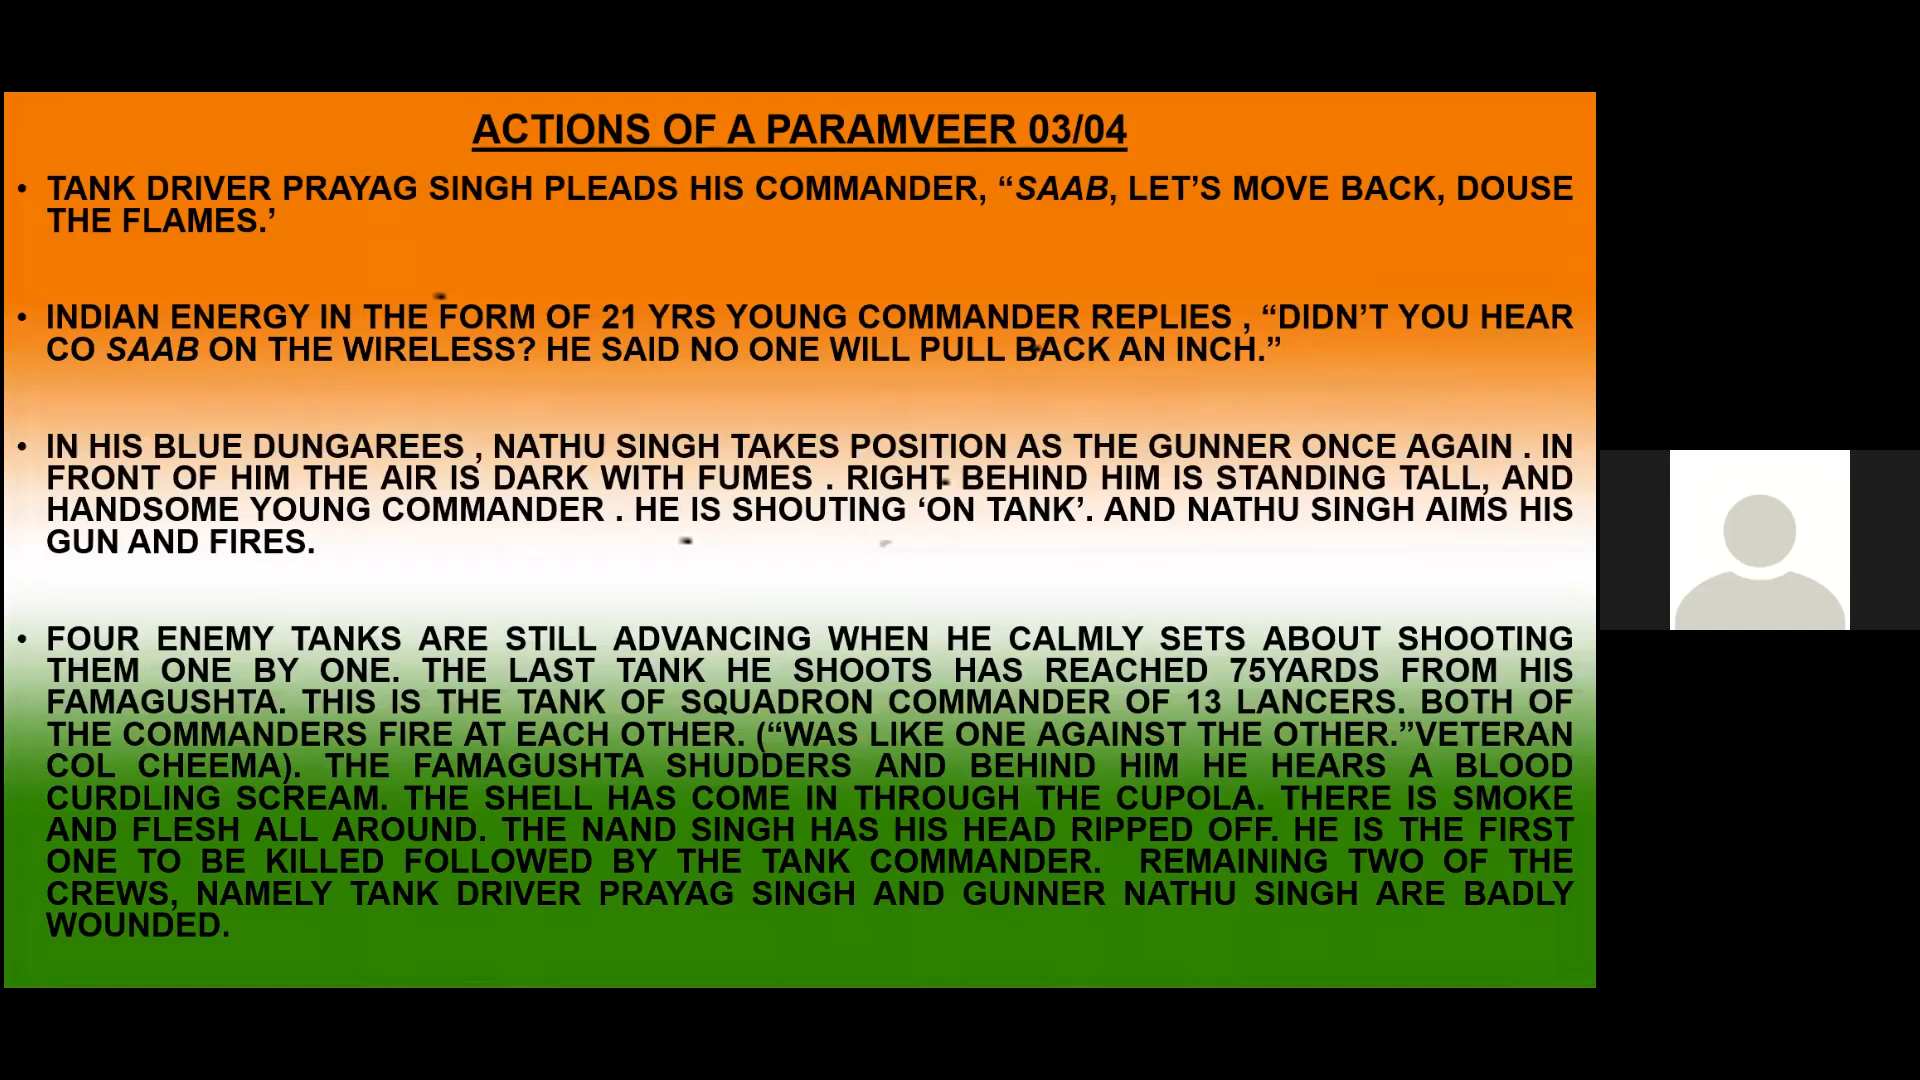 ACTIONS OF A PARAMVEER 03/04
• TANK DRIVER PRAYAG SINGH PLEADS HIS COMMANDER, “SAAB, LET’S MOVE BACK, DOUSE
THE FLAMES.’
• INDIAN ENERGY IN THE FORM OF 21 YRS YOUNG COMMANDER REPLIES , “DIDN’T YOU HEAR
CO SAAB ON THE WIRELESS? HE SAID NO ONE WILL PULL BACK AN INCH.”
• IN HIS BLUE DUNGAREES , NATHU SINGH TAKES POSITION AS THE GUNNER ONCE AGAIN . IN
FRONT OF HIM THE AIR IS DARK WITH FUMES . RIGHT BEHIND HIM IS STANDING TALL, AND
HANDSOME YOUNG COMMANDER . HE IS SHOUTING ‘ON TANK’. AND NATHU SINGH AIMS HIS
GUN AND FIRES.
• FOUR ENEMY TANKS ARE STILL ADVANCING WHEN HE CALMLY SETS ABOUT SHOOTING
THEM ONE BY ONE. THE LAST TANK HE SHOOTS HAS REACHED 75YARDS FROM HIS
FAMAGUSHTA. THIS IS THE TANK OF SQUADRON COMMANDER OF 13 LANCERS. BOTH OF
THE COMMANDERS FIRE AT EACH OTHER. (“WAS LIKE ONE AGAINST THE OTHER.”VETERAN
COL CHEEMA). THE FAMAGUSHTA SHUDDERS AND BEHIND HIM HE HEARS A BLOOD
CURDLING SCREAM. THE SHELL HAS COME IN THROUGH THE CUPOLA. THERE IS SMOKE
AND FLESH ALL AROUND. THE NAND SINGH HAS HIS HEAD RIPPED OFF. HE IS THE FIRST
ONE TO BE KILLED FOLLOWED BY THE TANK COMMANDER. REMAINING TWO OF THE
CREWS, NAMELY TANK DRIVER PRAYAG SINGH AND GUNNER NATHU SINGH ARE BADLY
WOUNDED.